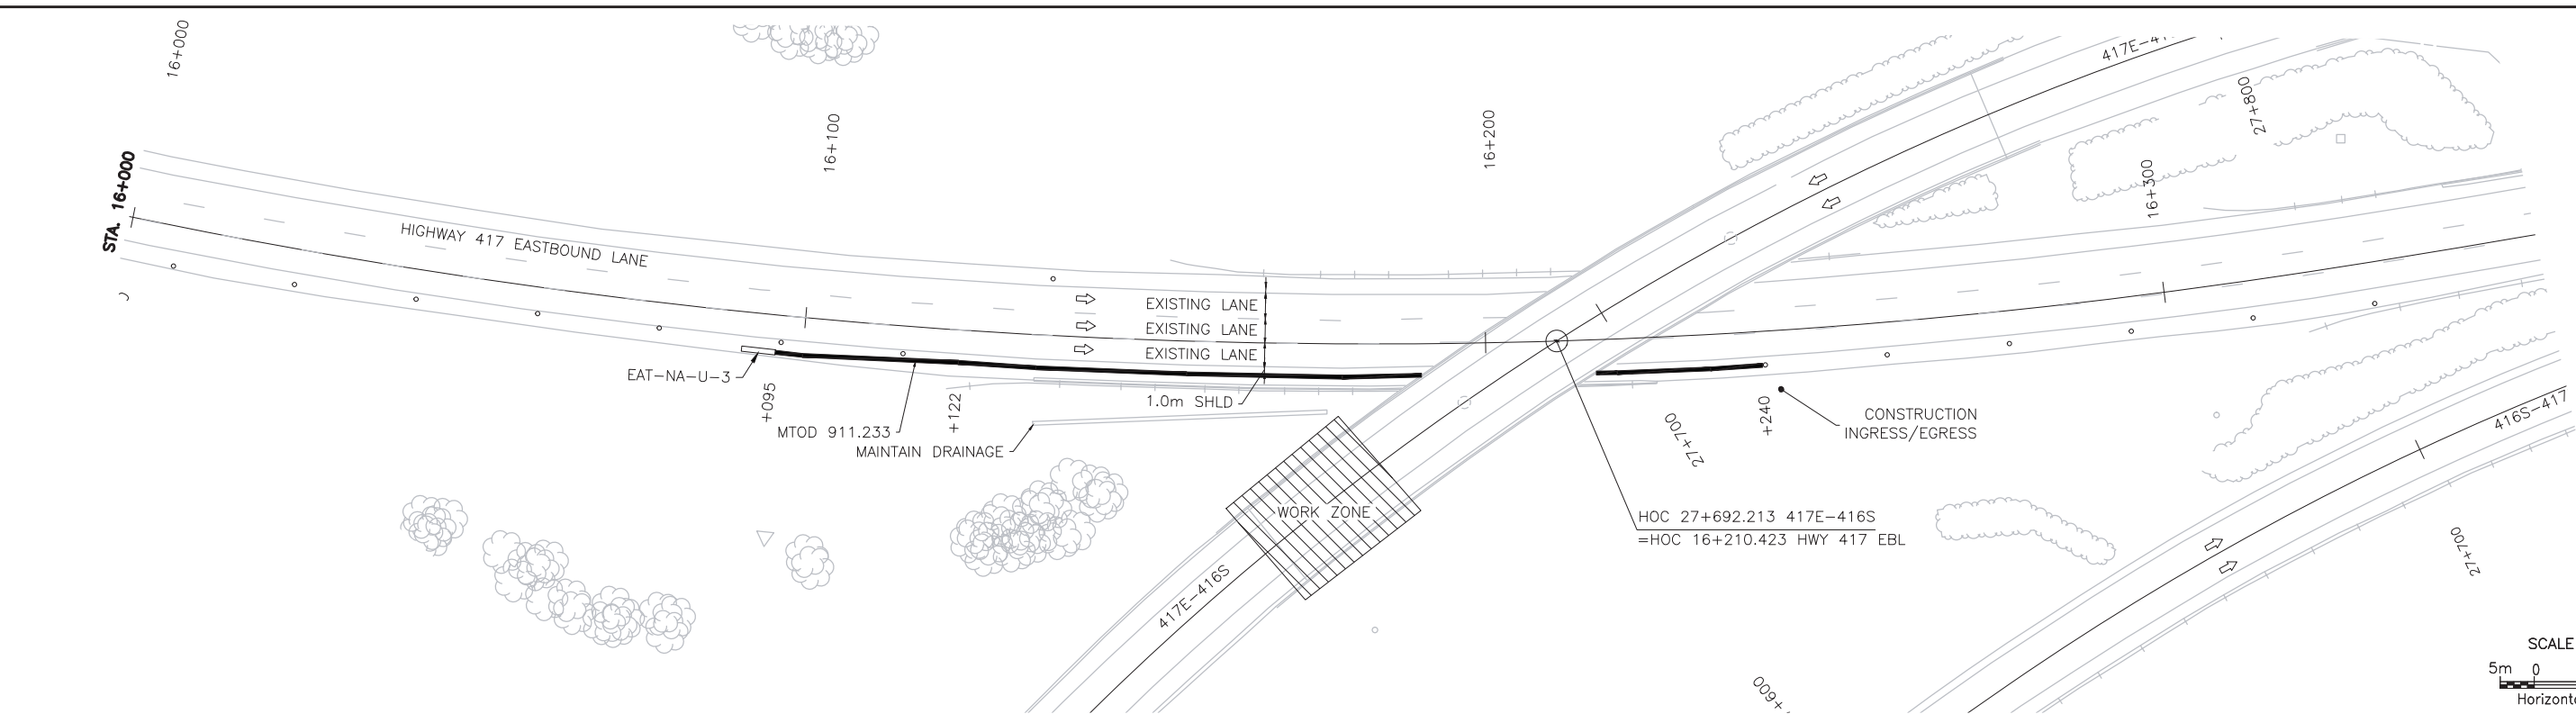 16+000
16+100
16+200
417E-41
27+800
16+300
STA. 16+000
HIGHWAY 417 EASTBOUND LANE
EXISTING LANE
EXISTING LANE
EXISTING LANE
EAT-NA-U-3
1.0m SHLD
+095
+122
MTOD 911.233
MAINTAIN DRAINAGE
27+700
+240
CONSTRUCTION
INGRESS/EGRESS
416S-417
WORK ZONE
HOC 27+692.213 417E-416S
=HOC 16+210.423 HWY 417 EBL
417E-416S
27+700
27+600
SCALE
5m 0
Horizont